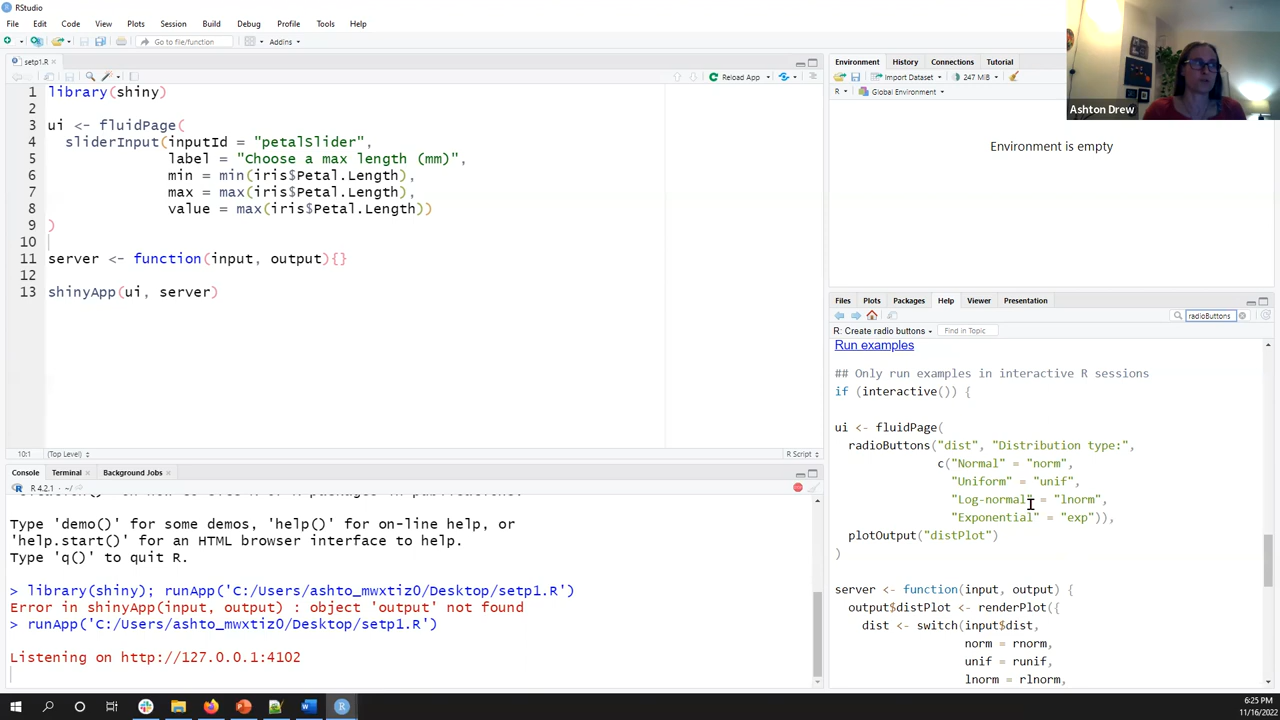 RStudio
File Edit Code View Plots Session Build Debug Profile Tools Help
Go to file/function Addins
setp1.R
Reload App
1 library(shiny)
2
3 ui <- fluidPage(
4 sliderInput(inputId = "petalSlider",
5 label = "Choose a max length (mm)",
6 min = min(iris$Petal.Length),
7 max = max(iris$Petal.Length),
8 value = max(iris$Petal.Length))
9 )
10
11 server <- function(input, output){}
12
13 shinyApp(ui, server)
10:1 (Top Level) R Script
Console Terminal Background Jobs
R 4.2.1 · ~/
Type 'demo()' for some demos, 'help()' for on-line help, or
'help.start()' for an HTML browser interface to help.
Type 'q()' to quit R.
> library(shiny); runApp('C:/Users/ashto_mwxtiz0/Desktop/setp1.R')
Error in shinyApp(input, output) : object 'output' not found
> runApp('C:/Users/ashto_mwxtiz0/Desktop/setp1.R')
Listening on http://127.0.0.1:4102
Environment History Connections Tutorial
Import Dataset 247 MiB
R Global Environment
Environment is empty
Ashton Drew
Files Plots Packages Help Viewer Presentation
radioButtons
R: Create radio buttons Find in Topic
Run examples
## Only run examples in interactive R sessions
if (interactive()) {
ui <- fluidPage(
radioButtons("dist", "Distribution type:",
c("Normal" = "norm",
"Uniform" = "unif",
"Log-normal" = "lnorm",
"Exponential" = "exp")),
plotOutput("distPlot")
)
server <- function(input, output) {
output$distPlot <- renderPlot({
dist <- switch(input$dist,
norm = rnorm,
unif = runif,
lnorm = rlnorm,
6:25 PM
11/16/2022